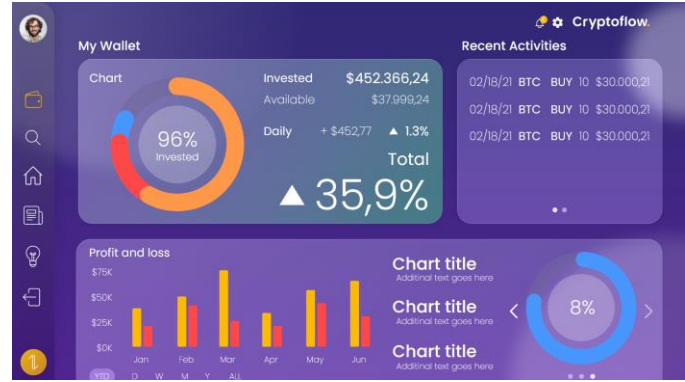 Cryptoflow.
My Wallet
Recent Activities
Chart
96%
Invested
Invested $452.366,24
Available $37.999,24
Daily +$452,77 ▲ 1.3%
Total
▲ 35,9%
02/18/21 BTC BUY 10 $30.000,21
02/18/21 BTC BUY 10 $30.000,21
02/18/21 BTC BUY 10 $30.000,21
Profit and loss
$75K
$50K
$25K
$0K
Jan Feb Mar Apr May Jun
YTD D W M Y ALL
Chart title
Additinal text goes here
Chart title
Additinal text goes here
Chart title
Additinal text goes here
8%